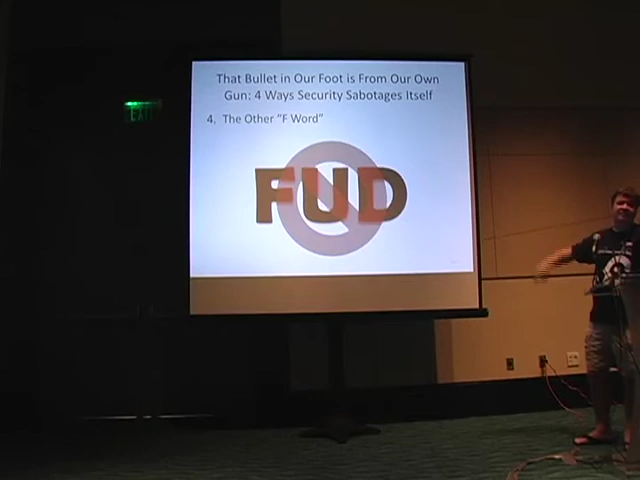 That Bullet in Our Foot is From Our Own
Gun: 4 Ways Security Sabotages Itself
4. The Other "F Word"
FUD
EXIT